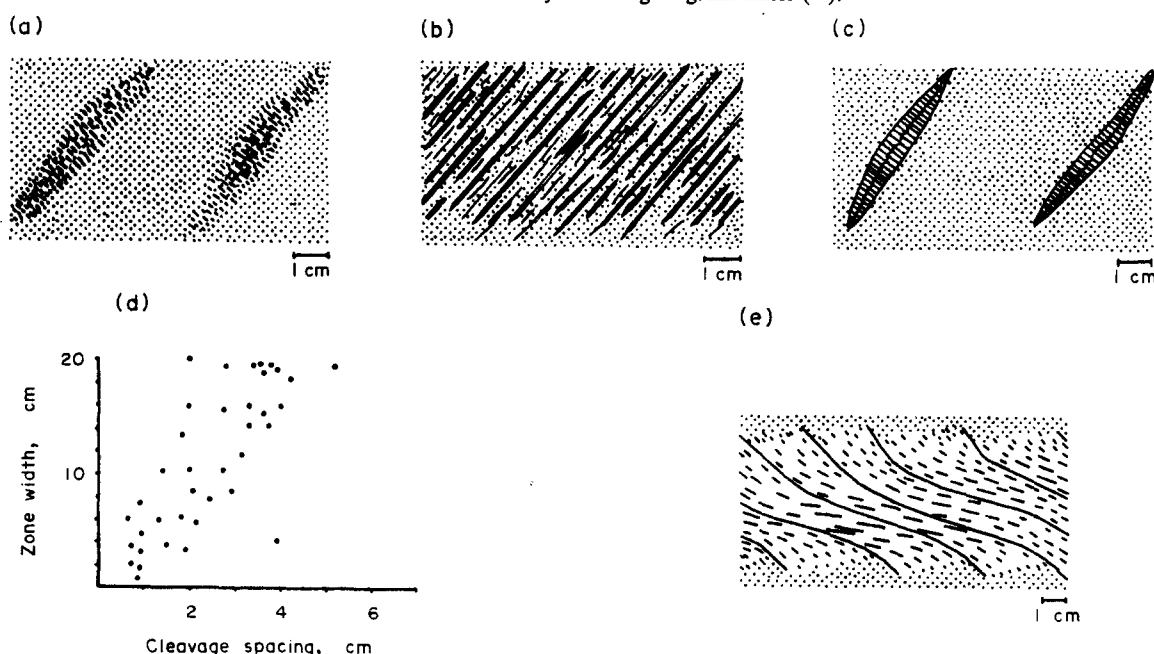 (a)
(b)
(c)
1 cm
1 cm
1 cm
(d)
(e)
20
10
Zone width, cm
2 4 6
Cleavage spacing, cm
1 cm